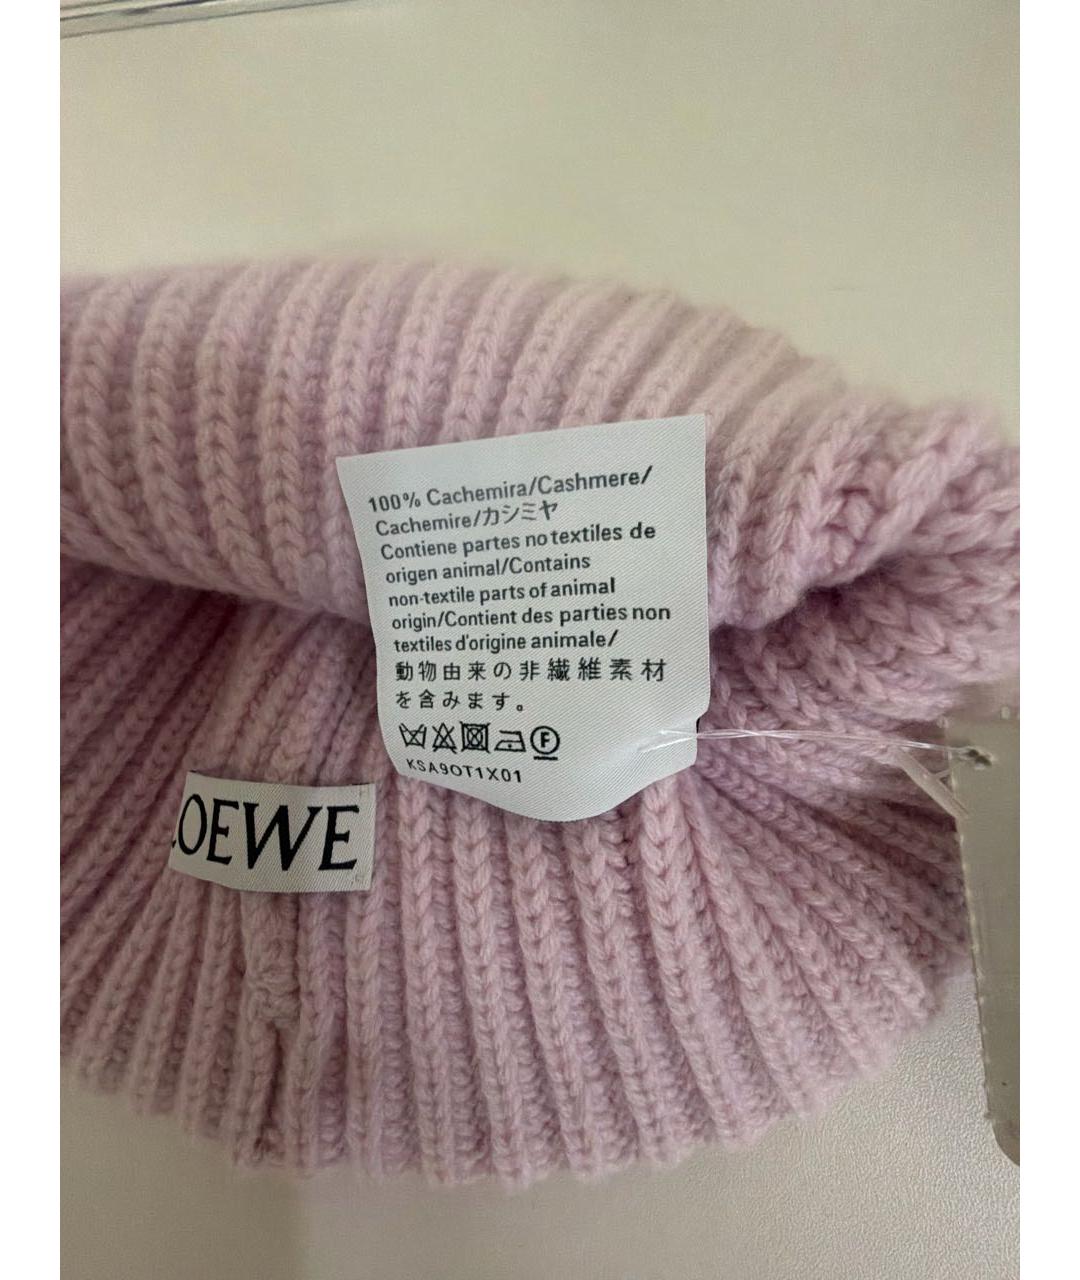 100% Cachemira/Cashmere/
Cachemire/カシミヤ
Contiene partes no textiles de
origen animal/Contains
non-textile parts of animal
origin/Contient des parties non
textiles d'origine animale/
動物由来の非繊維素材
を含みます。
F
KSA9OT1X01
LOEWE